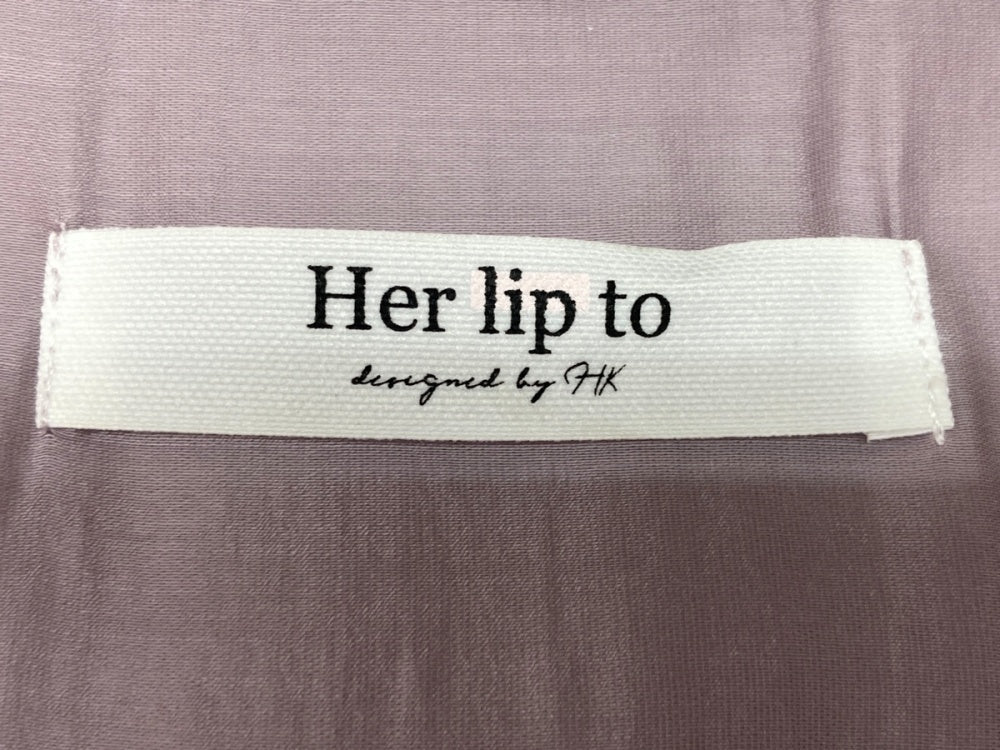 Her lip to
designed by HK